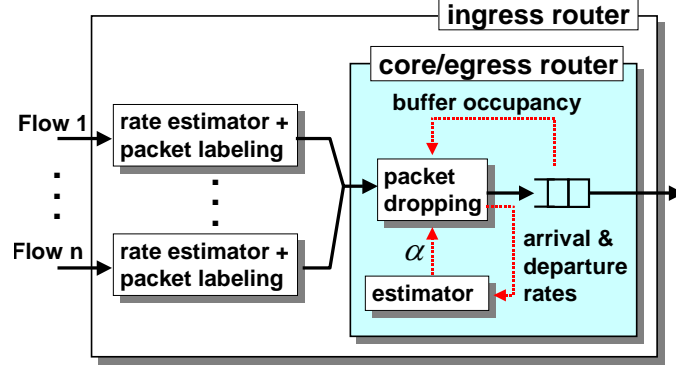 ingress router
core/egress router
buffer occupancy
Flow 1
rate estimator +
packet labeling
packet
dropping
Flow n
rate estimator +
packet labeling
α
arrival &
departure
rates
estimator